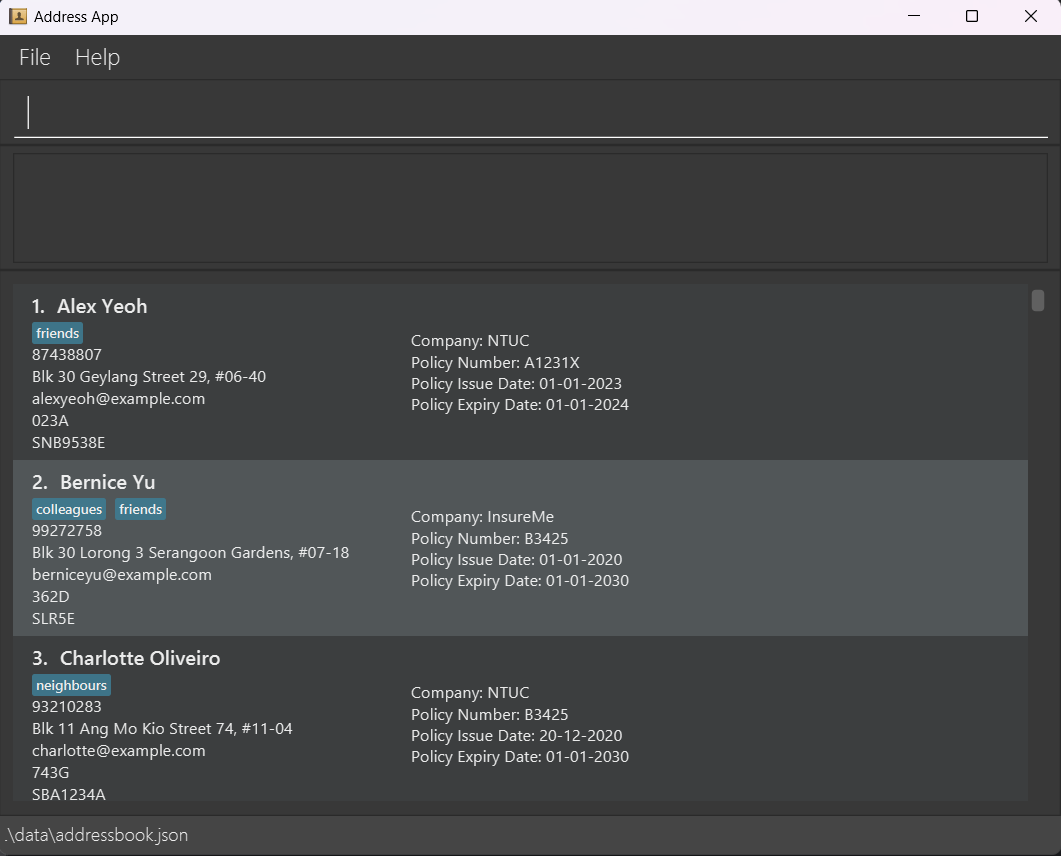 Address App
File Help
1. Alex Yeoh
friends
87438807
Blk 30 Geylang Street 29, #06-40
alexyeoh@example.com
023A
SNB9538E
Company: NTUC
Policy Number: A1231X
Policy Issue Date: 01-01-2023
Policy Expiry Date: 01-01-2024
2. Bernice Yu
colleagues friends
99272758
Blk 30 Lorong 3 Serangoon Gardens, #07-18
berniceyu@example.com
362D
SLR5E
Company: InsureMe
Policy Number: B3425
Policy Issue Date: 01-01-2020
Policy Expiry Date: 01-01-2030
3. Charlotte Oliveiro
neighbours
93210283
Blk 11 Ang Mo Kio Street 74, #11-04
charlotte@example.com
743G
SBA1234A
Company: NTUC
Policy Number: B3425
Policy Issue Date: 20-12-2020
Policy Expiry Date: 01-01-2030
.\data\addressbook.json